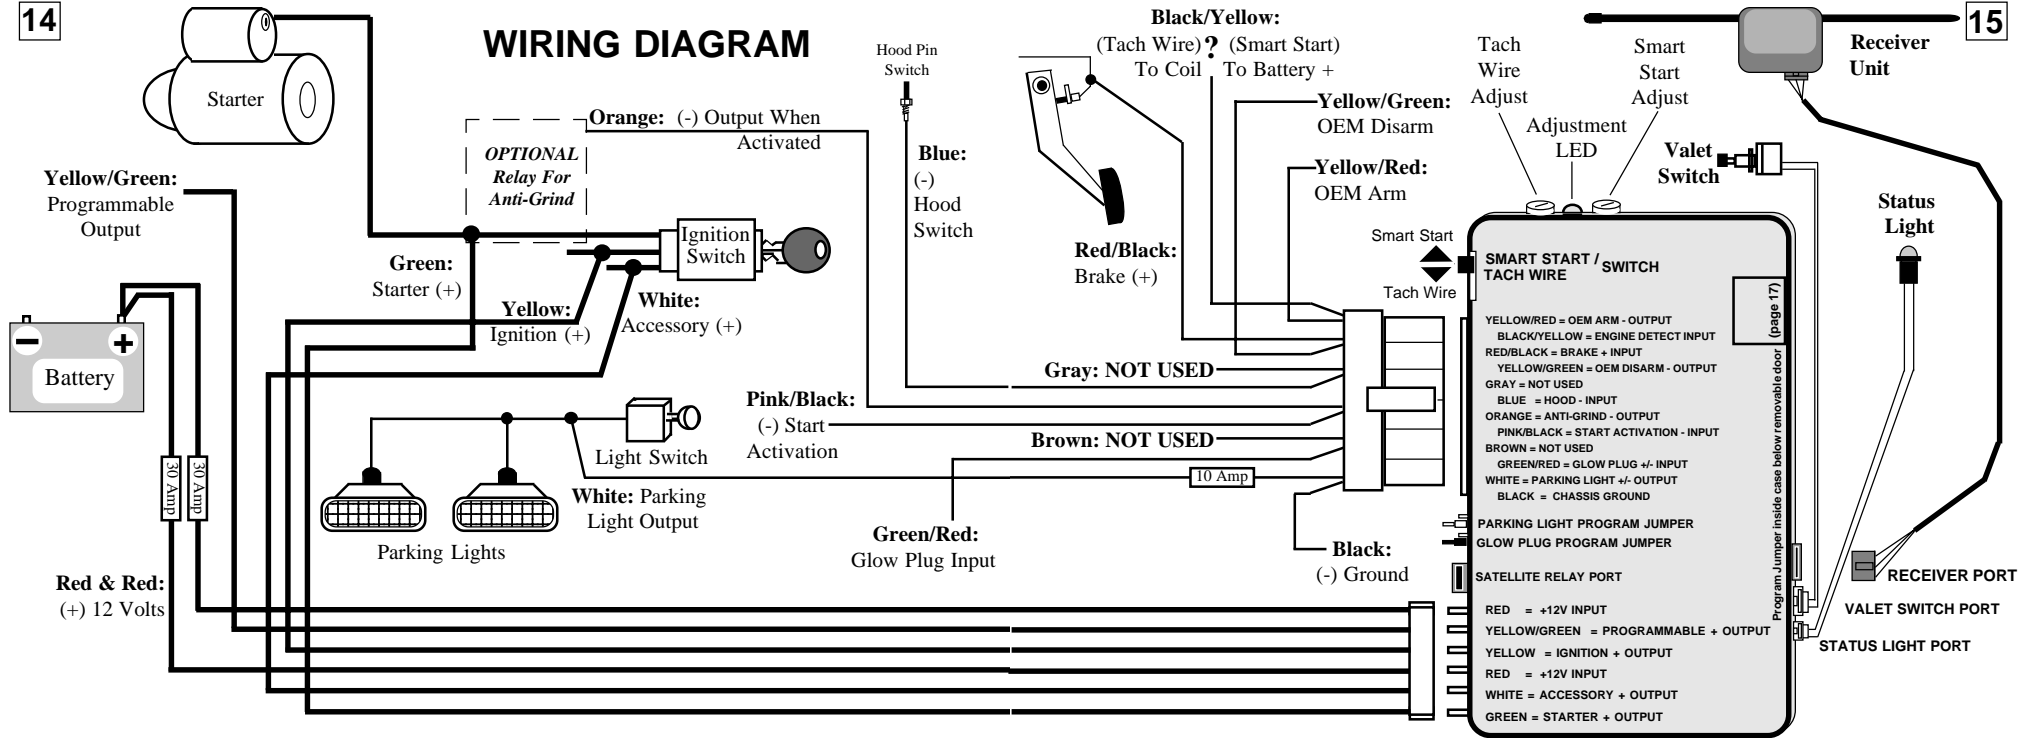 14
WIRING DIAGRAM
15
Starter
Hood Pin
Switch
Black/Yellow:
(Tach Wire) ? (Smart Start)
To Coil To Battery +
Tach
Wire
Adjust
Smart
Start
Adjust
Adjustment
LED
Receiver
Unit
Orange: (-) Output When
Activated
OPTIONAL
Relay For
Anti-Grind
Yellow/Green:
OEM Disarm
Yellow/Red:
OEM Arm
Blue:
(-)
Hood
Switch
Valet
Switch
Status
Light
Yellow/Green:
Programmable
Output
Ignition
Switch
Green:
Starter (+)
Red/Black:
Brake (+)
Yellow:
Ignition (+)
White:
Accessory (+)
Smart Start
Tach Wire
Battery
Gray: NOT USED
Pink/Black:
(-) Start
Activation
Brown: NOT USED
Light Switch
10 Amp
30 Amp
30 Amp
White: Parking
Light Output
Parking Lights
Green/Red:
Glow Plug Input
Black:
(-) Ground
Red & Red:
(+) 12 Volts
SMART START /
TACH WIRE SWITCH
YELLOW/RED = OEM ARM - OUTPUT
BLACK/YELLOW = ENGINE DETECT INPUT
RED/BLACK = BRAKE + INPUT
YELLOW/GREEN = OEM DISARM - OUTPUT
GRAY = NOT USED
BLUE = HOOD - INPUT
ORANGE = ANTI-GRIND - OUTPUT
PINK/BLACK = START ACTIVATION - INPUT
BROWN = NOT USED
GREEN/RED = GLOW PLUG +/- INPUT
WHITE = PARKING LIGHT +/- OUTPUT
BLACK = CHASSIS GROUND
PARKING LIGHT PROGRAM JUMPER
GLOW PLUG PROGRAM JUMPER
SATELLITE RELAY PORT
RED = +12V INPUT
YELLOW/GREEN = PROGRAMMABLE + OUTPUT
YELLOW = IGNITION + OUTPUT
RED = +12V INPUT
WHITE = ACCESSORY + OUTPUT
GREEN = STARTER + OUTPUT
Program Jumper inside case below removable door (page 17)
RECEIVER PORT
VALET SWITCH PORT
STATUS LIGHT PORT